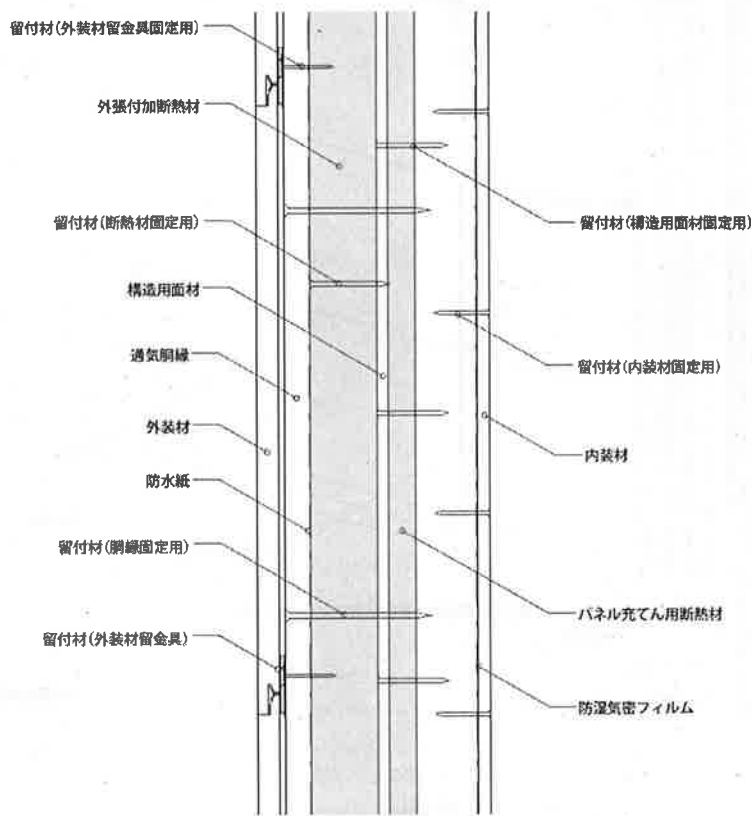 留付材(外装材留金具固定用)
外張付加断熱材
留付材(断熱材固定用)
構造用面材
通気胴縁
外装材
防水紙
留付材(胴縁固定用)
留付材(外装材留金具)
留付材(構造用面材固定用)
留付材(内装材固定用)
内装材
パネル充てん用断熱材
防湿気密フィルム